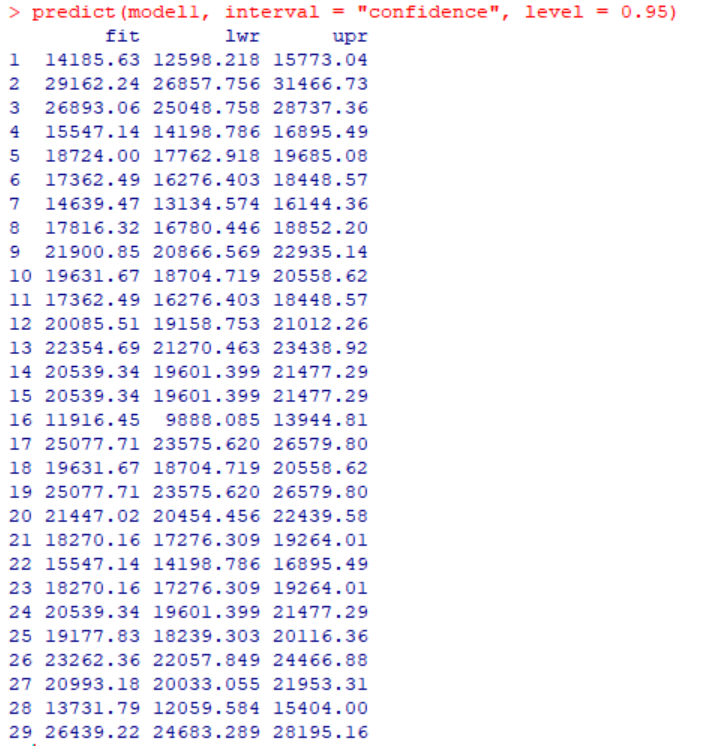 > predict(model1, interval = "confidence", level = 0.95)
fit lwr upr
1 14185.63 12598.218 15773.04
2 29162.24 26857.756 31466.73
3 26893.06 25048.758 28737.36
4 15547.14 14198.786 16895.49
5 18724.00 17762.918 19685.08
6 17362.49 16276.403 18448.57
7 14639.47 13134.574 16144.36
8 17816.32 16780.446 18852.20
9 21900.85 20866.569 22935.14
10 19631.67 18704.719 20558.62
11 17362.49 16276.403 18448.57
12 20085.51 19158.753 21012.26
13 22354.69 21270.463 23438.92
14 20539.34 19601.399 21477.29
15 20539.34 19601.399 21477.29
16 11916.45 9888.085 13944.81
17 25077.71 23575.620 26579.80
18 19631.67 18704.719 20558.62
19 25077.71 23575.620 26579.80
20 21447.02 20454.456 22439.58
21 18270.16 17276.309 19264.01
22 15547.14 14198.786 16895.49
23 18270.16 17276.309 19264.01
24 20539.34 19601.399 21477.29
25 19177.83 18239.303 20116.36
26 23262.36 22057.849 24466.88
27 20993.18 20033.055 21953.31
28 13731.79 12059.584 15404.00
29 26439.22 24683.289 28195.16